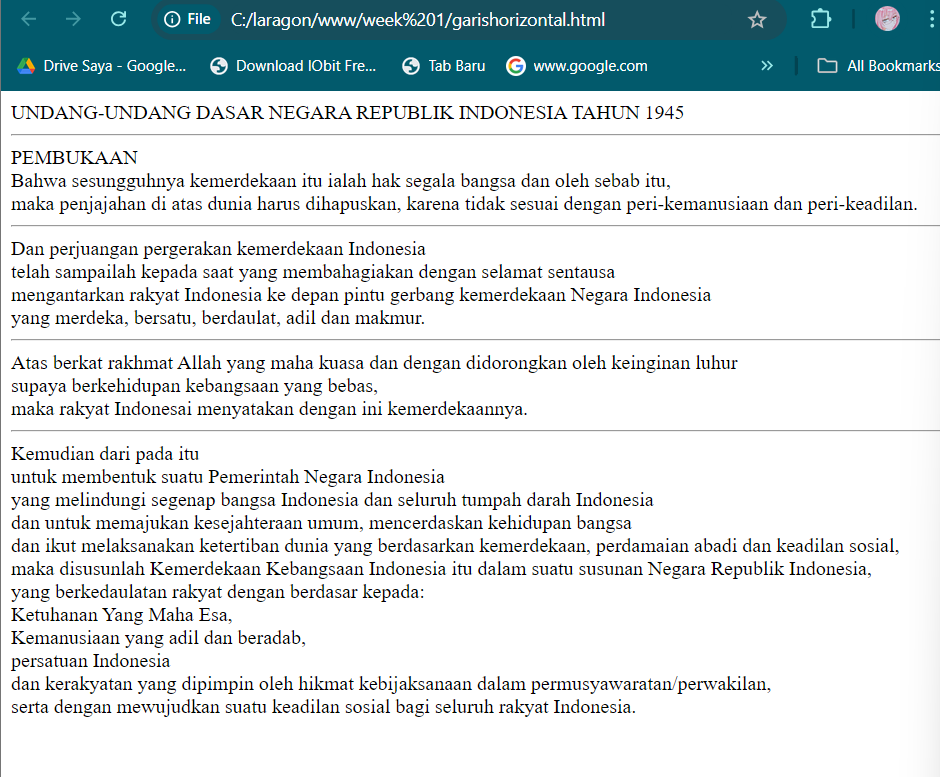 File
C:/laragon/www/week%201/garishorizontal.html
Drive Saya - Google...
Download IObit Fre...
Tab Baru
www.google.com
»
All Bookmarks
UNDANG-UNDANG DASAR NEGARA REPUBLIK INDONESIA TAHUN 1945
PEMBUKAAN
Bahwa sesungguhnya kemerdekaan itu ialah hak segala bangsa dan oleh sebab itu,
maka penjajahan di atas dunia harus dihapuskan, karena tidak sesuai dengan peri-kemanusiaan dan peri-keadilan.
Dan perjuangan pergerakan kemerdekaan Indonesia
telah sampailah kepada saat yang membahagiakan dengan selamat sentausa
mengantarkan rakyat Indonesia ke depan pintu gerbang kemerdekaan Negara Indonesia
yang merdeka, bersatu, berdaulat, adil dan makmur.
Atas berkat rakhmat Allah yang maha kuasa dan dengan didorongkan oleh keinginan luhur
supaya berkehidupan kebangsaan yang bebas,
maka rakyat Indonesai menyatakan dengan ini kemerdekaannya.
Kemudian dari pada itu
untuk membentuk suatu Pemerintah Negara Indonesia
yang melindungi segenap bangsa Indonesia dan seluruh tumpah darah Indonesia
dan untuk memajukan kesejahteraan umum, mencerdaskan kehidupan bangsa
dan ikut melaksanakan ketertiban dunia yang berdasarkan kemerdekaan, perdamaian abadi dan keadilan sosial,
maka disusunlah Kemerdekaan Kebangsaan Indonesia itu dalam suatu susunan Negara Republik Indonesia,
yang berkedaulatan rakyat dengan berdasar kepada:
Ketuhanan Yang Maha Esa,
Kemanusiaan yang adil dan beradab,
persatuan Indonesia
dan kerakyatan yang dipimpin oleh hikmat kebijaksanaan dalam permusyawaratan/perwakilan,
serta dengan mewujudkan suatu keadilan sosial bagi seluruh rakyat Indonesia.